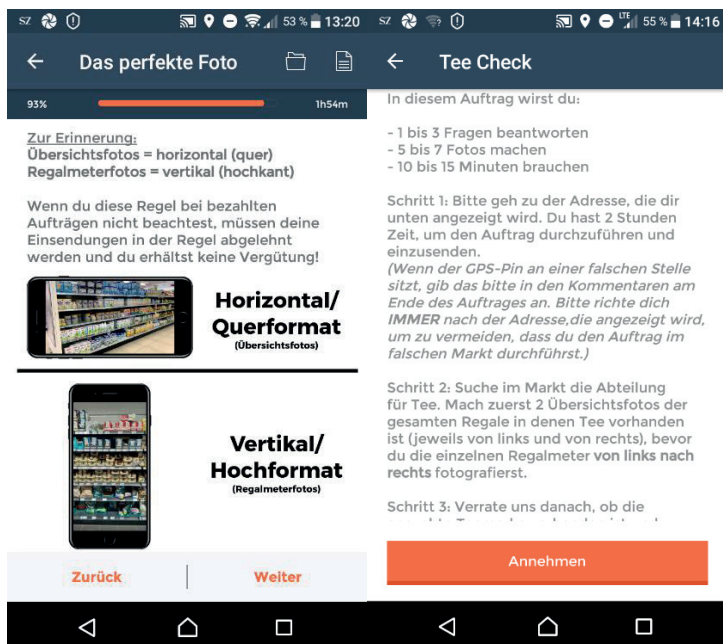 SZ 53 % 13:20
Das perfekte Foto
93% 1h54m
Zur Erinnerung:
Übersichtsfotos = horizontal (quer)
Regalmeterfotos = vertikal (hochkant)
Wenn du diese Regel bei bezahlten
Aufträgen nicht beachtest, müssen deine
Einsendungen in der Regel abgelehnt
werden und du erhältst keine Vergütung!
Horizontal/
Querformat
(Übersichtsfotos)
Vertikal/
Hochformat
(Regalmeterfotos)
Zurück Weiter
SZ LTE 55 % 14:16
Tee Check
In diesem Auftrag wirst du:
- 1 bis 3 Fragen beantworten
- 5 bis 7 Fotos machen
- 10 bis 15 Minuten brauchen
Schritt 1: Bitte geh zu der Adresse, die dir
unten angezeigt wird. Du hast 2 Stunden
Zeit, um den Auftrag durchzuführen und
einzusenden.
(Wenn der GPS-Pin an einer falschen Stelle
sitzt, gib das bitte in den Kommentaren am
Ende des Auftrages an. Bitte richte dich
IMMER nach der Adresse,die angezeigt wird,
um zu vermeiden, dass du den Auftrag im
falschen Markt durchführst.)
Schritt 2: Suche im Markt die Abteilung
für Tee. Mach zuerst 2 Übersichtsfotos der
gesamten Regale in denen Tee vorhanden
ist (jeweils von links und von rechts), bevor
du die einzelnen Regalmeter von links nach
rechts fotografierst.
Schritt 3: Verrate uns danach, ob die
Annehmen